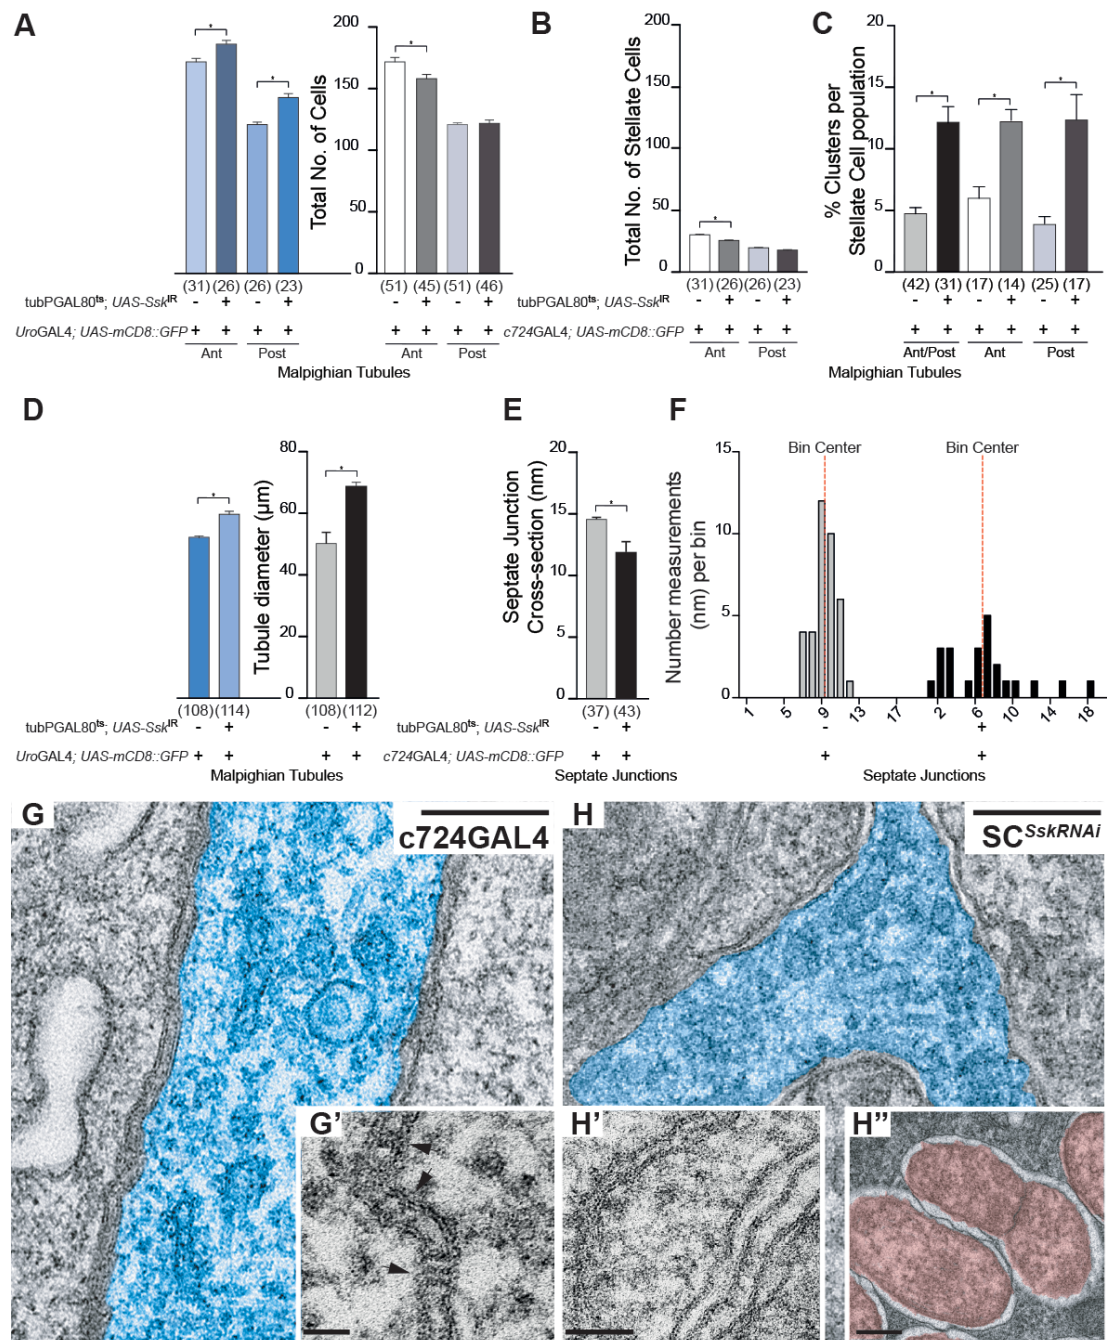 A
B
C
200
150
100
50
0
Total No. of Cells
* * *
(31) (26) (26) (23)
(51) (45) (51) (46)
tubPGAL80ts; UAS-SskIR
- + - +
- + - +
UroGAL4; UAS-mCD8::GFP
+ + + +
+ + + +
Ant Post
Ant Post
Malpighian Tubules
200
150
100
50
0
Total No. of Stellate Cells
*
(31) (26) (26) (23)
- + - +
c724GAL4; UAS-mCD8::GFP
+ + + +
Ant Post
20
15
10
5
0
% Clusters per
Stellate Cell population
* * *
(42) (31) (17) (14) (25) (17)
- + - + - +
+ + + + + +
Ant/Post Ant Post
Malpighian Tubules
D
E
F
80
60
40
20
0
Tubule diameter (µm)
* *
(108) (114)
(108) (112)
tubPGAL80ts; UAS-SskIR
- +
- +
UroGAL4; UAS-mCD8::GFP
+ +
+ +
Malpighian Tubules
20
15
10
5
0
Septate Junction
Cross-section (nm)
*
(37) (43)
- +
c724GAL4; UAS-mCD8::GFP
+ +
Septate Junctions
15
10
5
0
Number measurements
(nm) per bin
Bin Center
Bin Center
1 5 9 13 17 2 6 10 14 18
- +
+ +
Septate Junctions
G
c724GAL4
H
SCSskRNAi
G'
H'
H"